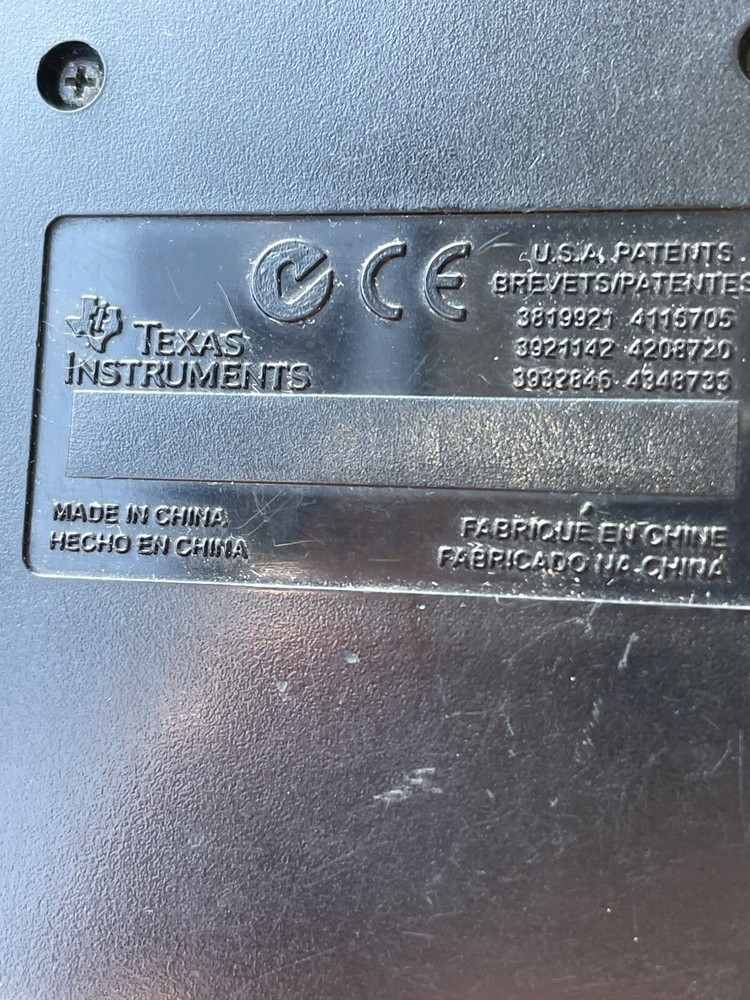 CE
U.S.A. PATENTS
BREVETS/PATENTES
3819921 4115705
3921142 4208720
3932846 4348733
TEXAS
INSTRUMENTS
MADE IN CHINA
HECHO EN CHINA
FABRIQUÉ EN CHINE
FABRICADO NA CHINA